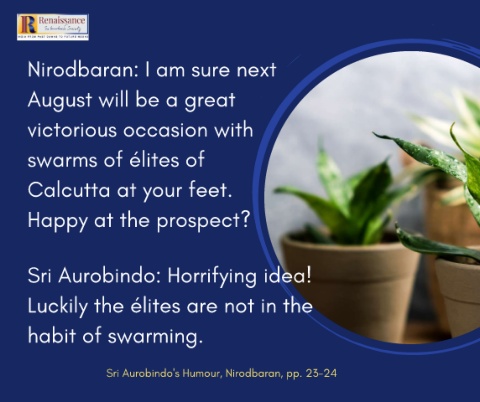 Renaissance
Nirodbaran: I am sure next
August will be a great
victorious occasion with
swarms of élites of
Calcutta at your feet.
Happy at the prospect?
Sri Aurobindo: Horrifying idea!
Luckily the élites are not in the
habit of swarming.
Sri Aurobindo's Humour, Nirodbaran, pp. 23-24